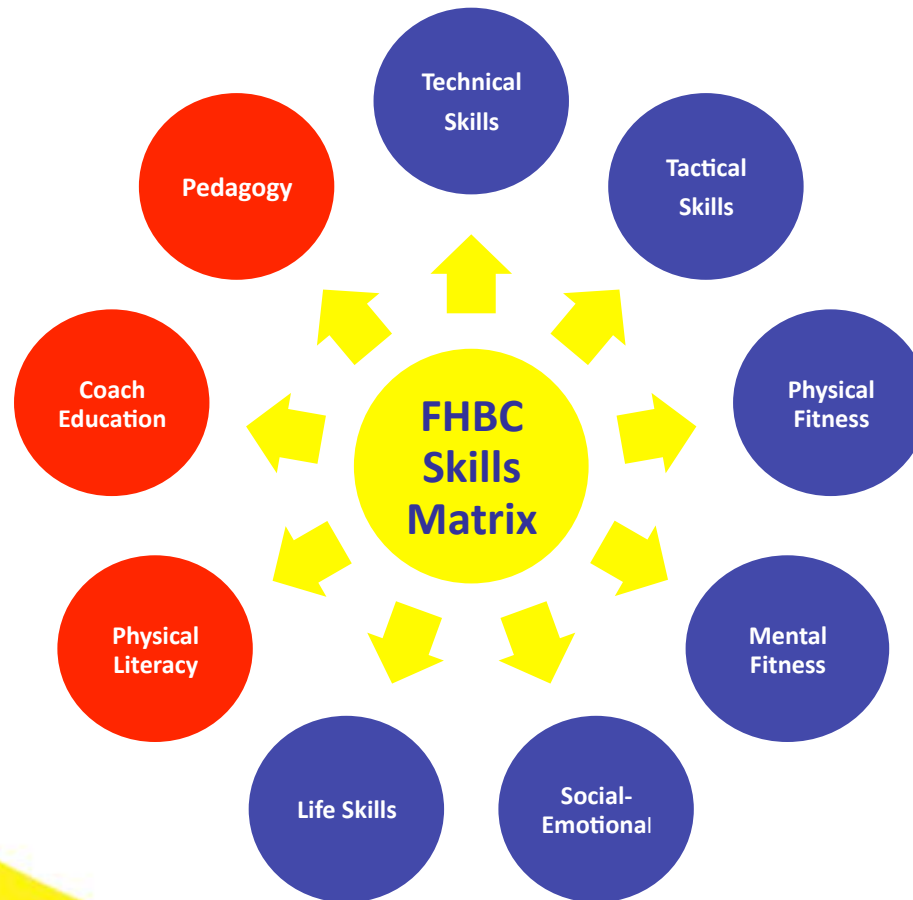 Technical
Skills
Tactical
Skills
Physical
Fitness
Mental
Fitness
Social-
Emotional
Life Skills
Physical
Literacy
Coach
Education
Pedagogy
FHBC
Skills
Matrix